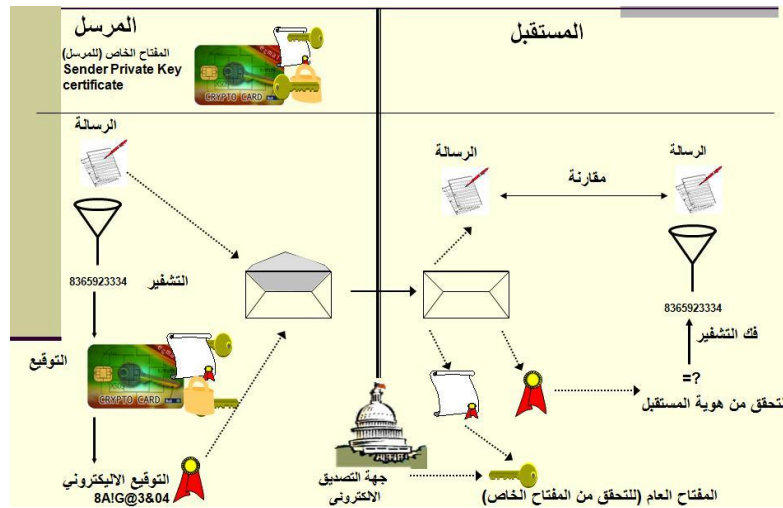 المرسل
المستقبل
المفتاح الخاص (للمرسل)
Sender Private Key
certificate
CRYPTO CARD
الرسالة
الرسالة
الرسالة
مقارنة
8365923334
التشفير
8365923334
فك التشفير
التوقيع
CRYPTO CARD
=?
لتحقق من هوية المستقبل
التوقيع الاليكتروني
8A!G@3&04
جهة التصديق
الالكترونى
المفتاح العام (للتحقق من المفتاح الخاص)